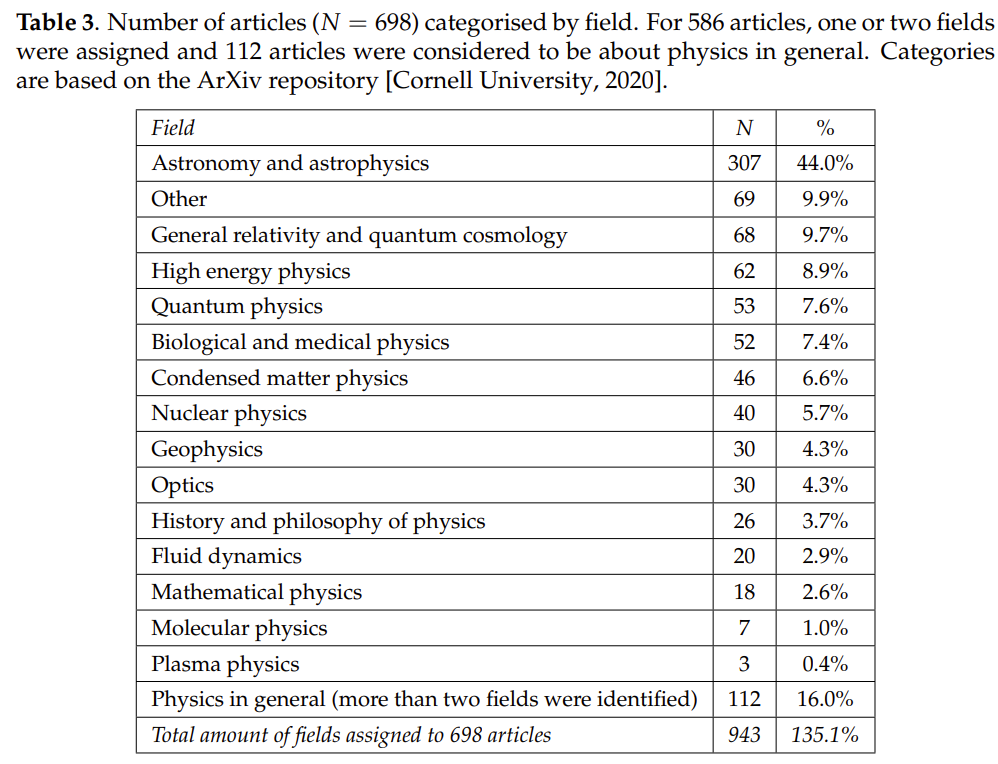 Table 3. Number of articles (N = 698) categorised by field. For 586 articles, one or two fields
were assigned and 112 articles were considered to be about physics in general. Categories
are based on the ArXiv repository [Cornell University, 2020].
Field N %
Astronomy and astrophysics 307 44.0%
Other 69 9.9%
General relativity and quantum cosmology 68 9.7%
High energy physics 62 8.9%
Quantum physics 53 7.6%
Biological and medical physics 52 7.4%
Condensed matter physics 46 6.6%
Nuclear physics 40 5.7%
Geophysics 30 4.3%
Optics 30 4.3%
History and philosophy of physics 26 3.7%
Fluid dynamics 20 2.9%
Mathematical physics 18 2.6%
Molecular physics 7 1.0%
Plasma physics 3 0.4%
Physics in general (more than two fields were identified) 112 16.0%
Total amount of fields assigned to 698 articles 943 135.1%